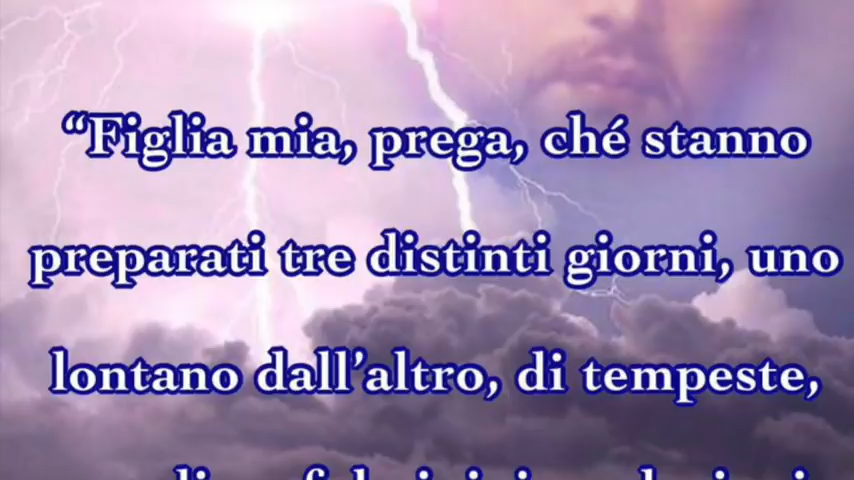 “Figlia mia, prega, ché stanno
preparati tre distinti giorni, uno
lontano dall’altro, di tempeste,